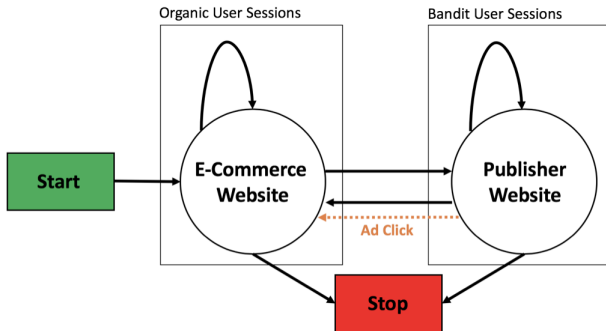 Organic User Sessions
Bandit User Sessions
Start
E-Commerce
Website
Publisher
Website
Ad Click
Stop